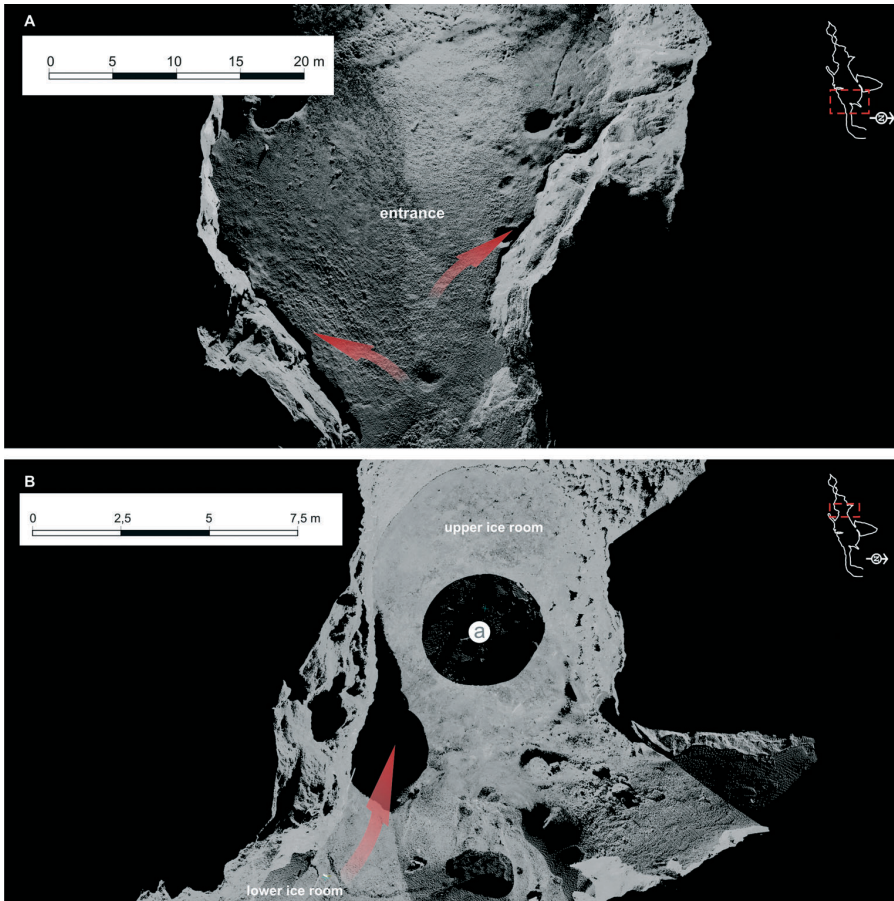 A
0 5 10 15 20 m
N
entrance
B
0 2,5 5 7,5 m
N
upper ice room
a
lower ice room